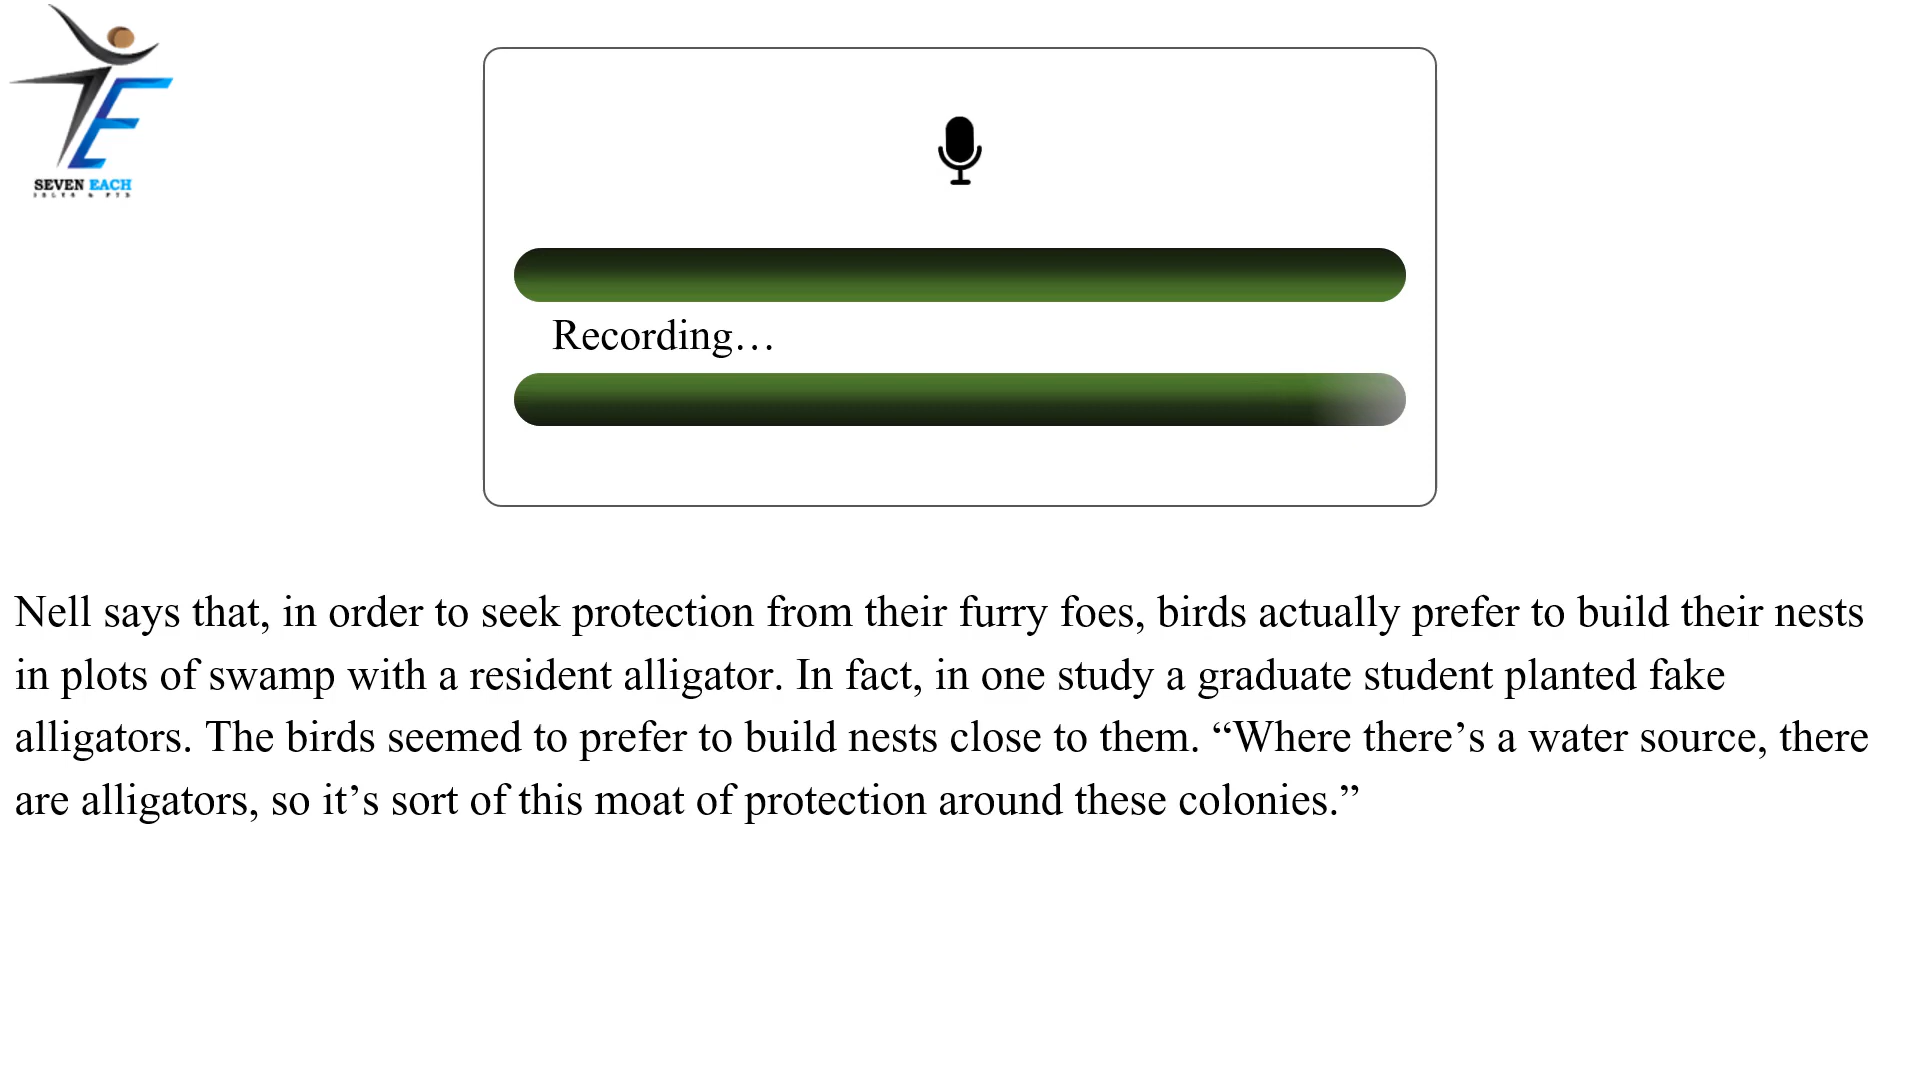 SEVEN EACH
Recording…
Nell says that, in order to seek protection from their furry foes, birds actually prefer to build their nests
in plots of swamp with a resident alligator. In fact, in one study a graduate student planted fake
alligators. The birds seemed to prefer to build nests close to them. “Where there’s a water source, there
are alligators, so it’s sort of this moat of protection around these colonies.”